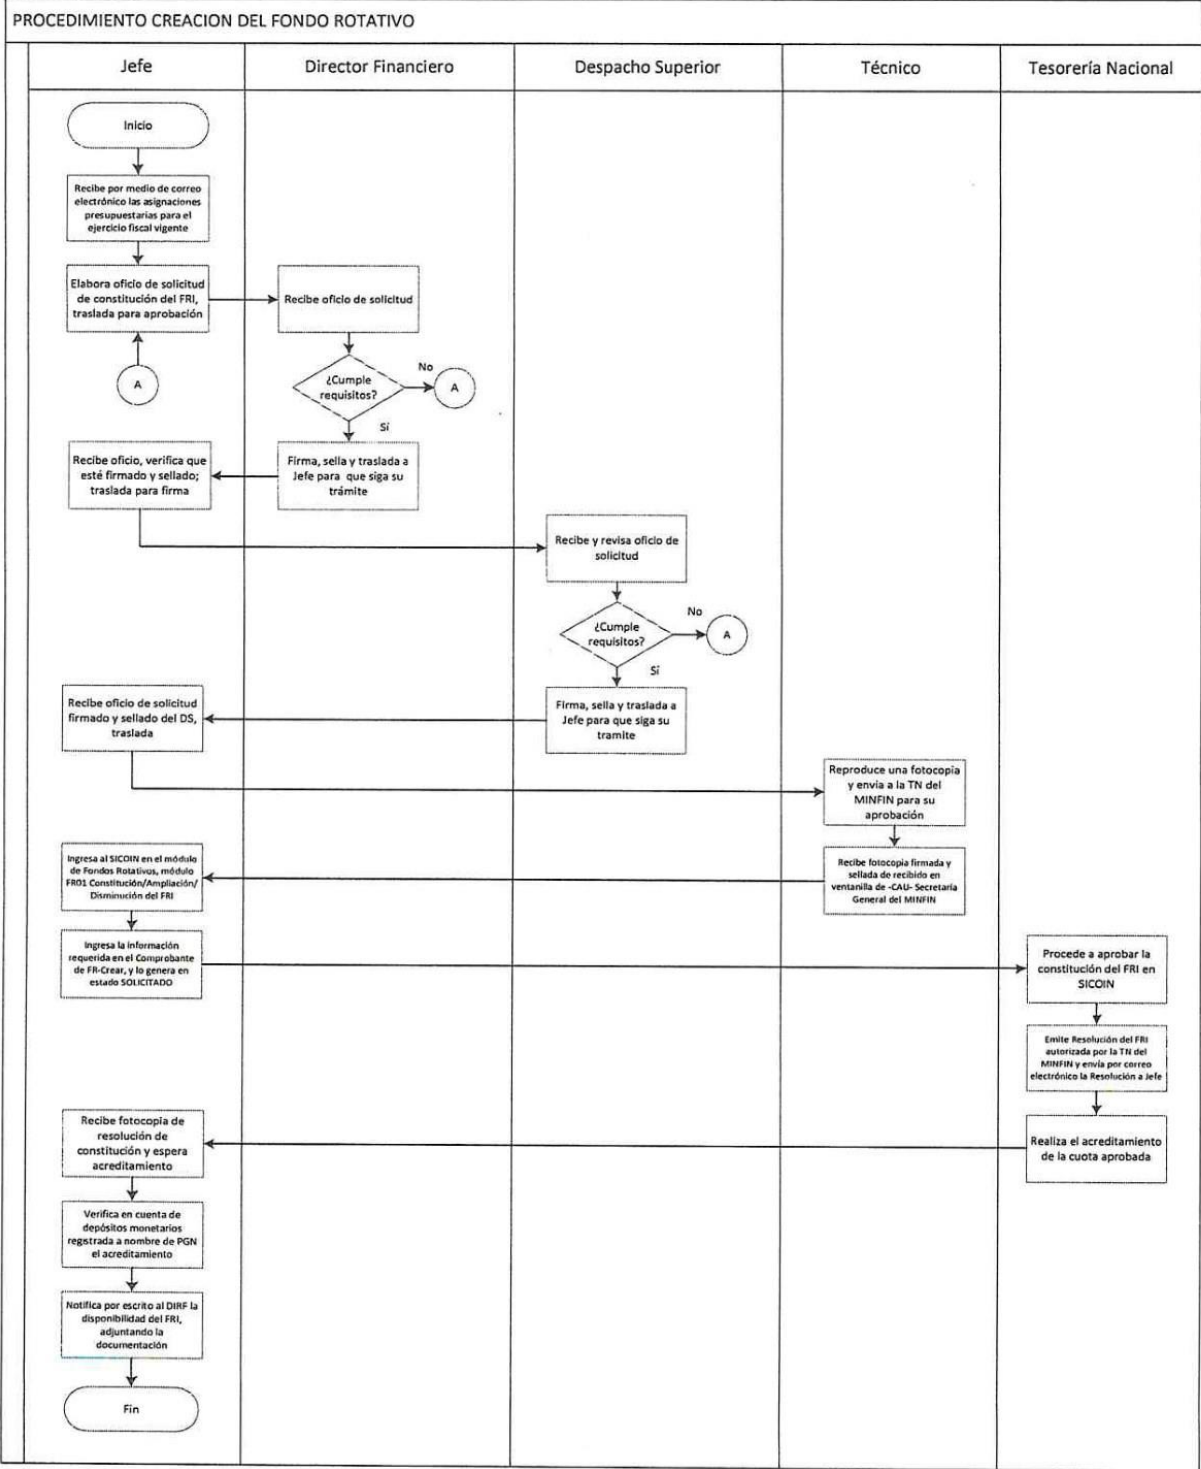 PROCEDIMIENTO CREACION DEL FONDO ROTATIVO
Jefe
Director Financiero
Despacho Superior
Técnico
Tesorería Nacional
Inicio
Recibe por medio de correo
electrónico las asignaciones
presupuestarias para el
ejercicio fiscal vigente
Elabora oficio de solicitud
de constitución del FRI,
traslada para aprobación
Recibe oficio de solicitud
A
¿Cumple
requisitos?
No
A
Sí
Recibe oficio, verifica que
esté firmado y sellado;
traslada para firma
Firma, sella y traslada a
Jefe para que siga su
trámite
Recibe y revisa oficio de
solicitud
¿Cumple
requisitos?
No
A
Sí
Recibe oficio de solicitud
firmado y sellado del DS,
traslada
Firma, sella y traslada a
Jefe para que siga su
tramite
Reproduce una fotocopia
y envía a la TN del
MINFIN para su
aprobación
Ingresa al SICOIN en el módulo
de Fondos Rotativos, módulo
FR01 Constitución/Ampliación/
Disminución del FRI
Recibe fotocopia firmada y
sellada de recibido en
ventanilla de -CAU- Secretaría
General del MINFIN
Ingresa la información
requerida en el Comprobante
de FR-Crear, y lo genera en
estado SOLICITADO
Procede a aprobar la
constitución del FRI en
SICOIN
Emite Resolución del FRI
autorizada por la TN del
MINFIN y envía por correo
electrónico la Resolución a Jefe
Recibe fotocopia de
resolución de
constitución y espera
acreditamiento
Realiza el acreditamiento
de la cuota aprobada
Verifica en cuenta de
depósitos monetarios
registrada a nombre de PGN
el acreditamiento
Notifica por escrito al DIRF la
disponibilidad del FRI,
adjuntando la
documentación
Fin